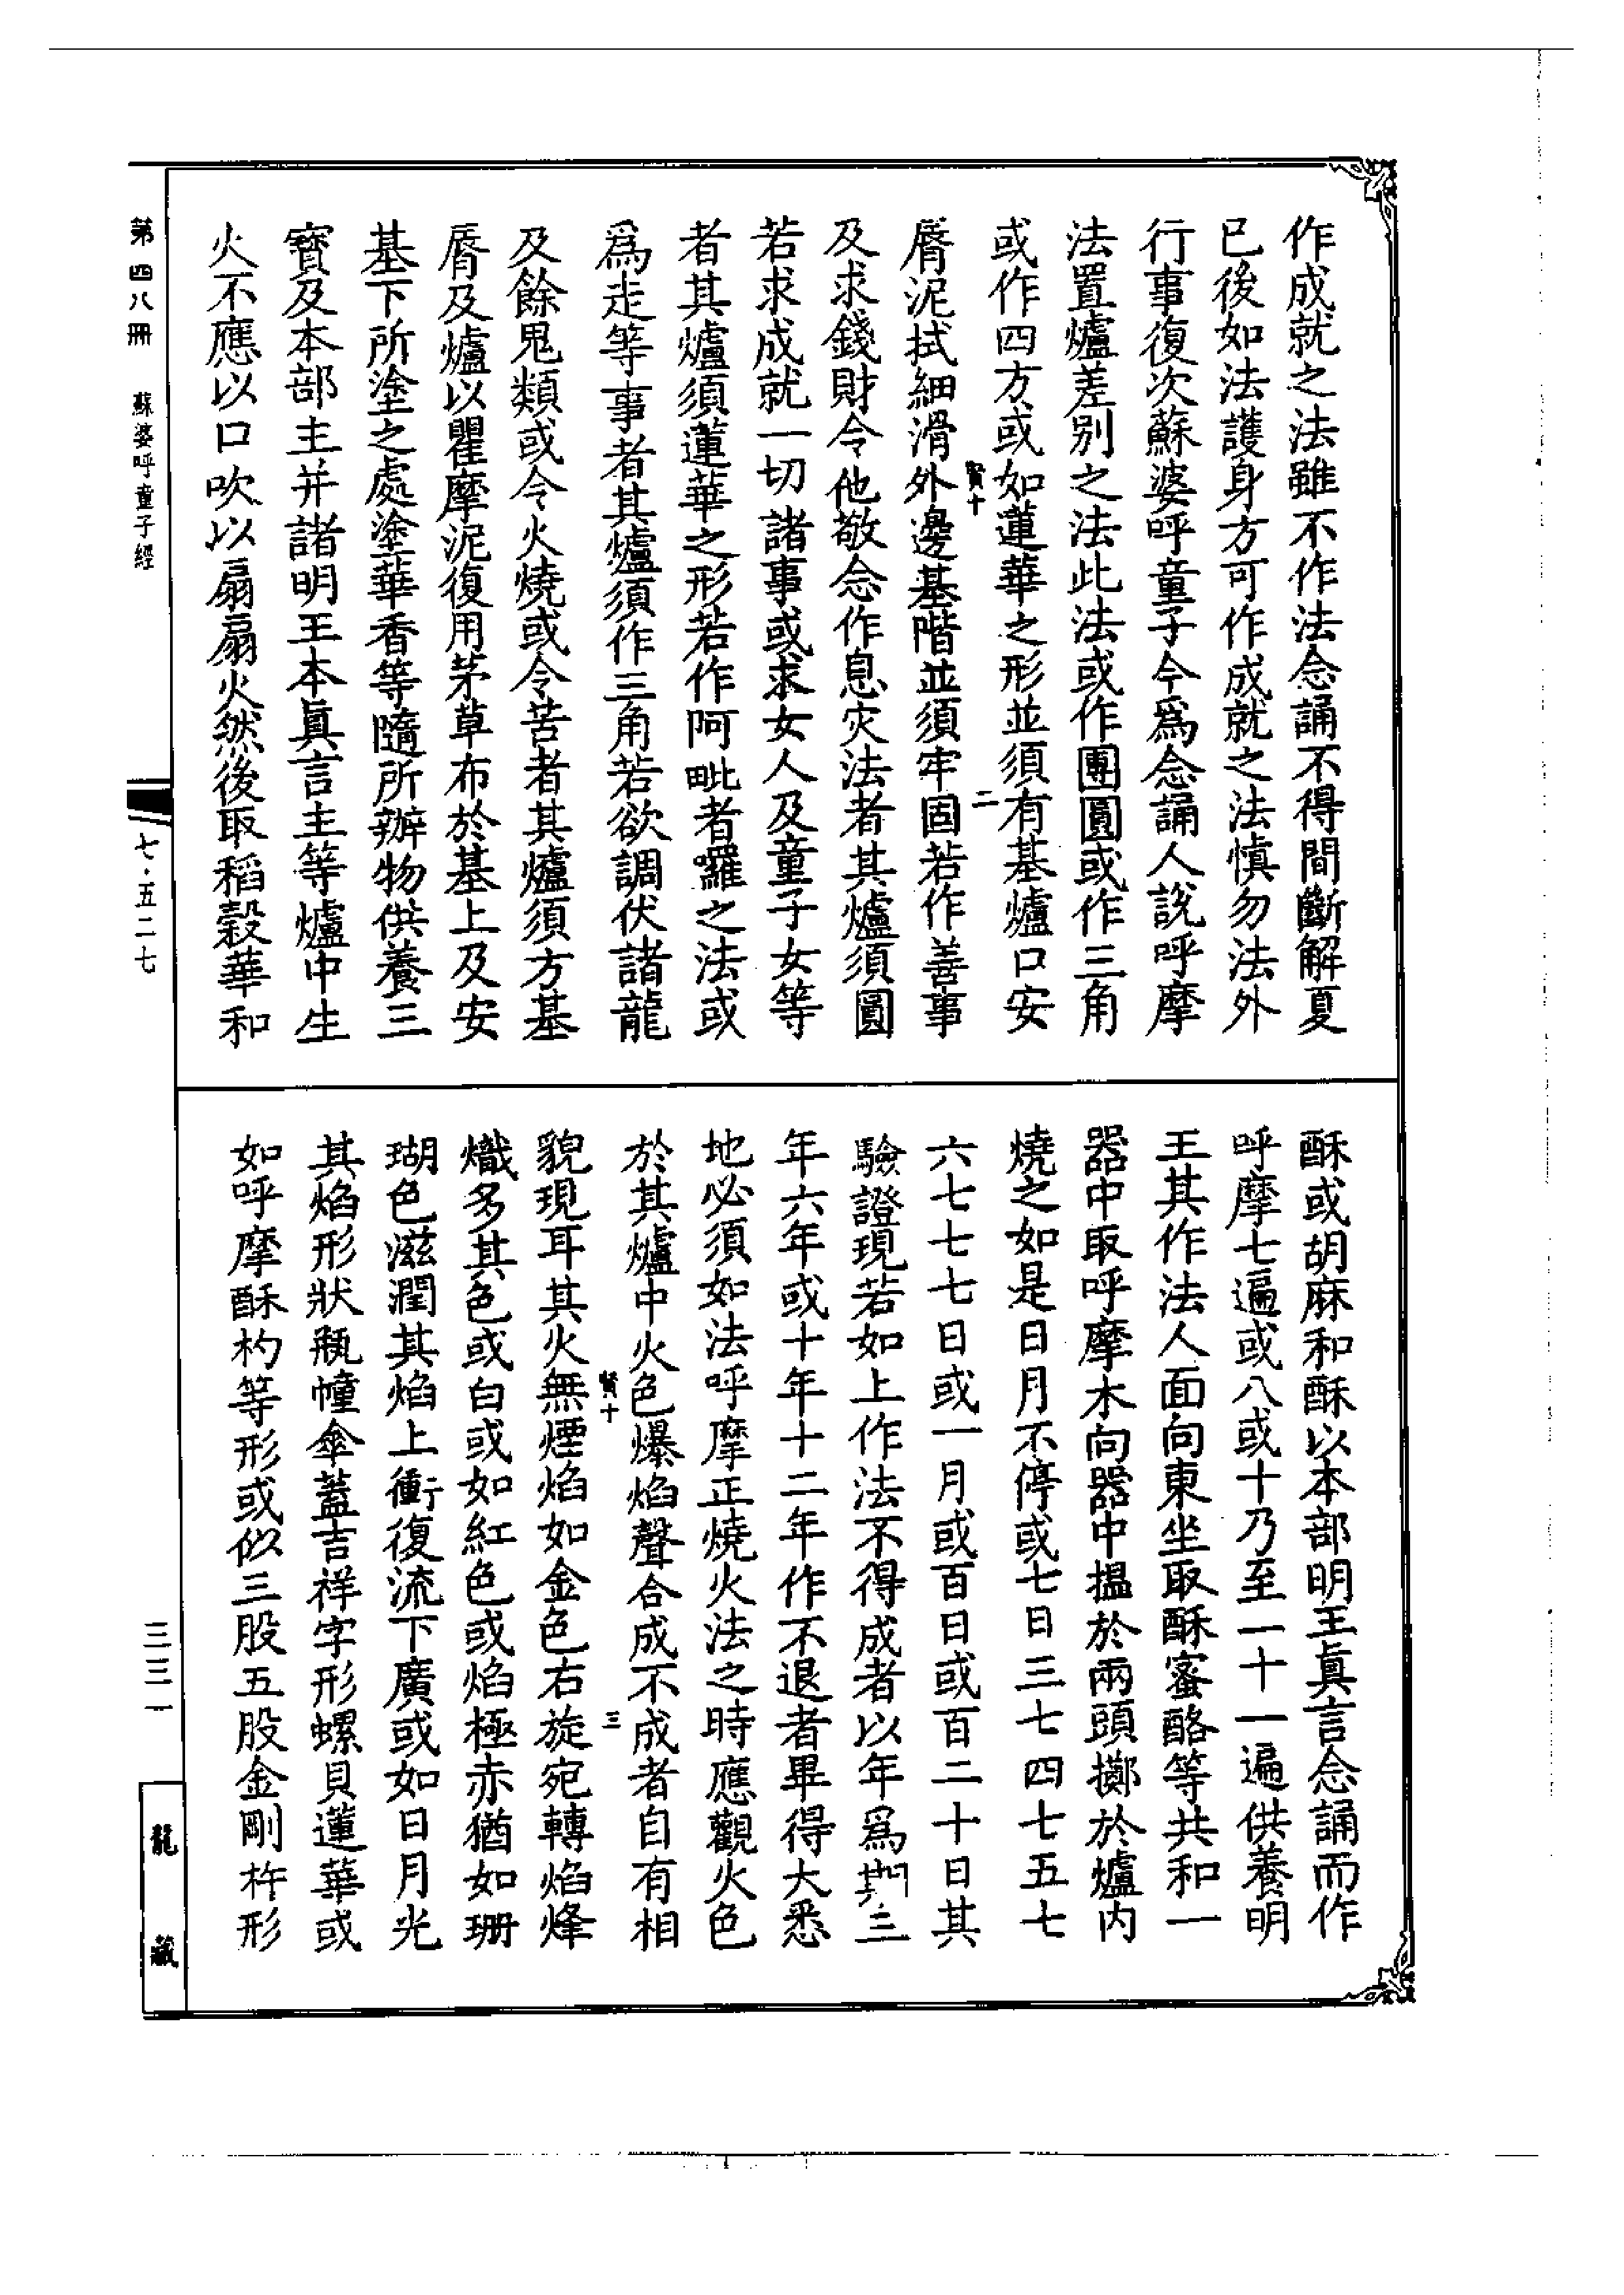 作成就之法雖不作法念誦不得間斷解夏
已後如法護身方可作成就之法慎勿法外
行事復次蘇婆呼童子今爲念誦人說呼摩
法置爐差別之法此法或作團圓或作三角
或作四方或如蓮華之形並須有基爐口安
賢十 二
脣泥拭細滑外邊基階並須牢固若作善事
及求錢財令他敬念作息灾法者其爐須圓
若求成就一切諸事或求女人及童子女等
者其爐須蓮華之形若作阿毗者囉之法或
爲走等事者其爐須作三角若欲調伏諸龍
及餘鬼類或令火燒或令苦者其爐須方基
脣及爐以瞿摩泥復用茅草布於基上及安
基下所塗之處塗華香等隨所辦物供養三
寶及本部主并諸明王本眞言主等爐中生
火不應以口吹以扇扇火然後取稻穀華和
酥或胡麻和酥以本部明王眞言念誦而作
呼摩七遍或八或十乃至一十一遍供養明
王其作法人面向東坐取酥蜜酪等共和一
器中取呼摩木向器中搵於兩頭擲於爐內
燒之如是日月不停或七日三七四七五七
六七七七日或一月或百日或百二十日其
驗證現若如上作法不得成者以年爲期三
年六年或十年十二年作不退者畢得大悉
地必須如法呼摩正燒火法之時應觀火色
於其爐中火色爆焰聲合成不成者自有相
賢十 三
貌現耳其火無煙焰如金色右旋宛轉焰烽
熾多其色或白或如紅色或焰極赤猶如珊
瑚色滋潤其焰上衝復流下廣或如日月光
其焰形狀瓶幢傘蓋吉祥字形螺貝蓮華或
如呼摩酥杓等形或似三股五股金剛杵形
第四八冊 蘇婆呼童子經
七·五二七
三三一
龍藏